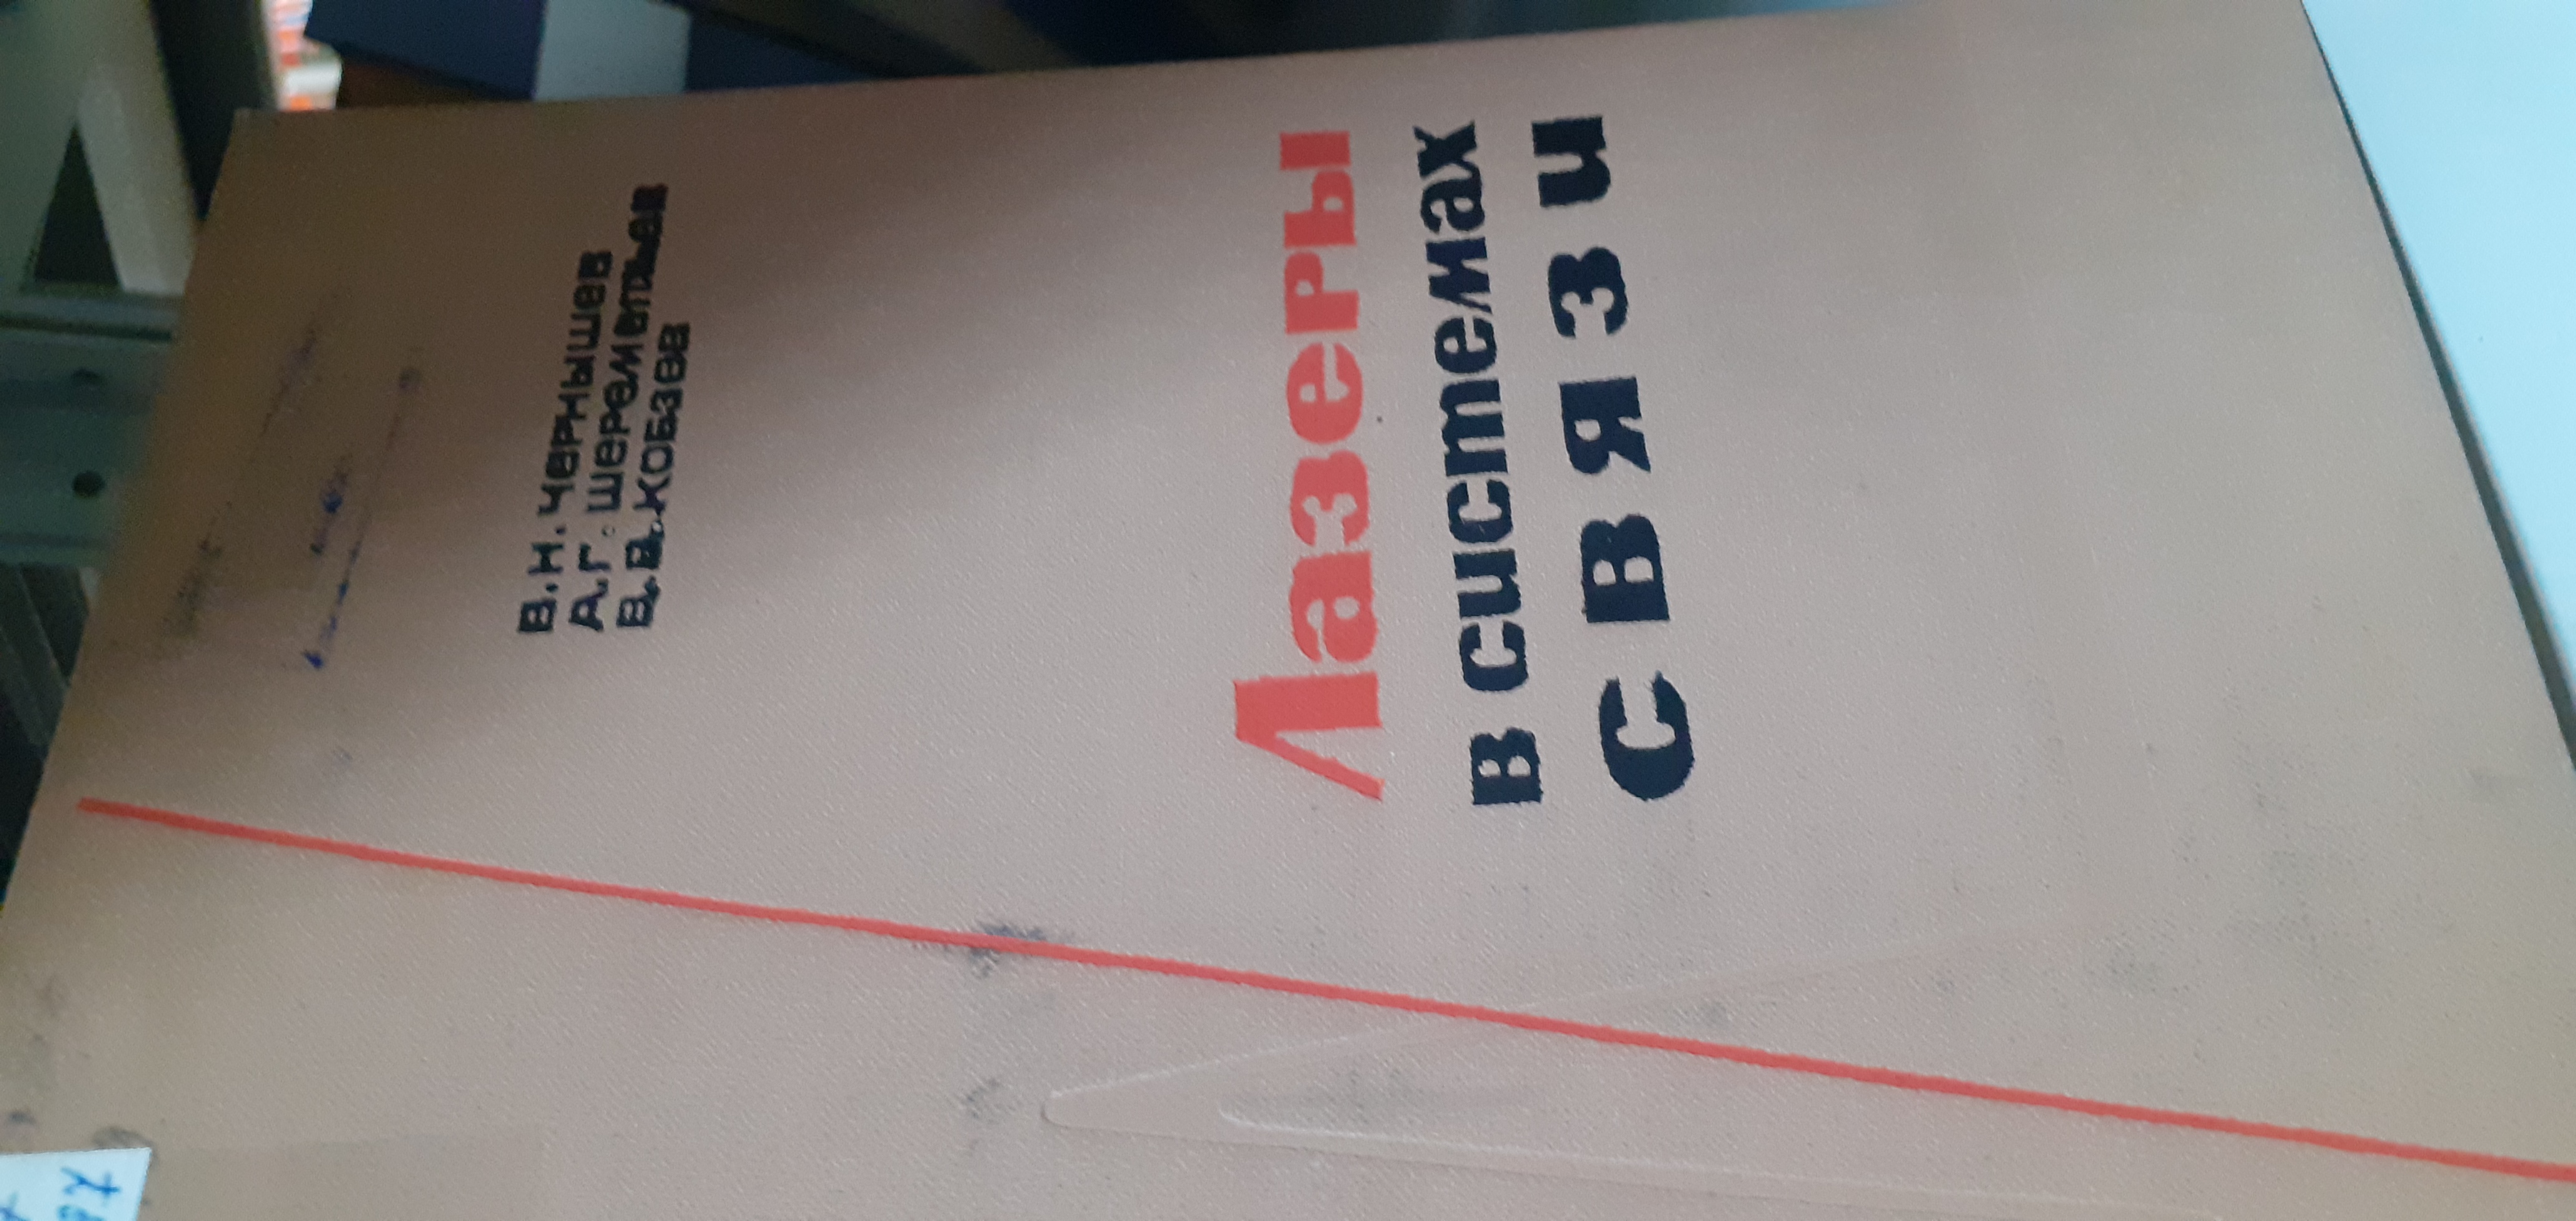 В.Н. Чернышев
А.Г. Шереметьев
В.В. Кобзев
Лазеры
в системах
связи